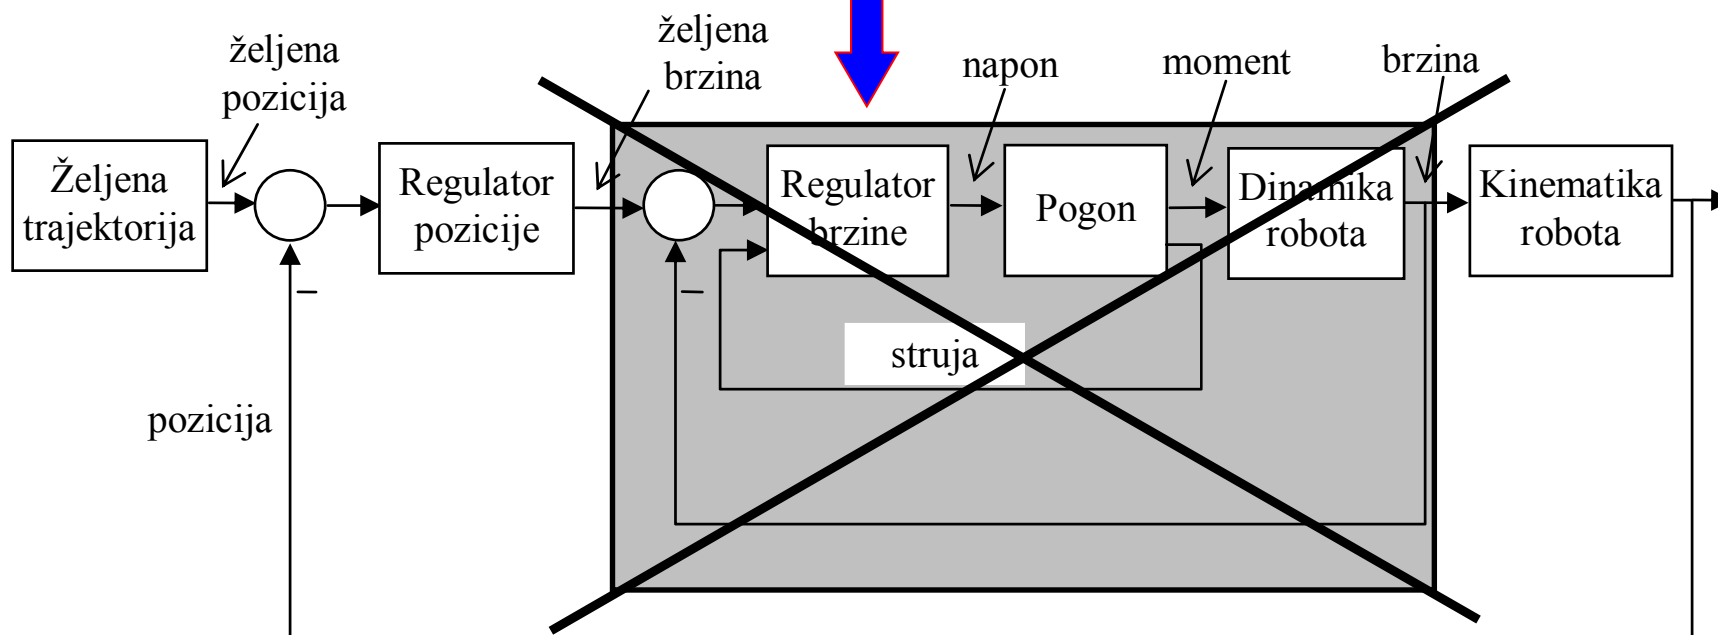 željena
pozicija
željena
brzina
napon
moment
brzina
Željena
trajektorija
Regulator
pozicije
Regulator
brzine
Pogon
Dinamika
robota
Kinematika
robota
–
–
struja
pozicija